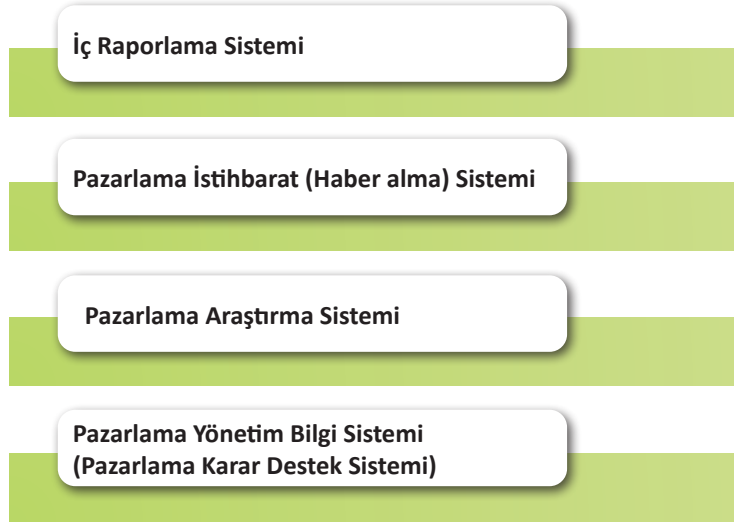 İç Raporlama Sistemi
Pazarlama İstihbarat (Haber alma) Sistemi
Pazarlama Araştırma Sistemi
Pazarlama Yönetim Bilgi Sistemi
(Pazarlama Karar Destek Sistemi)